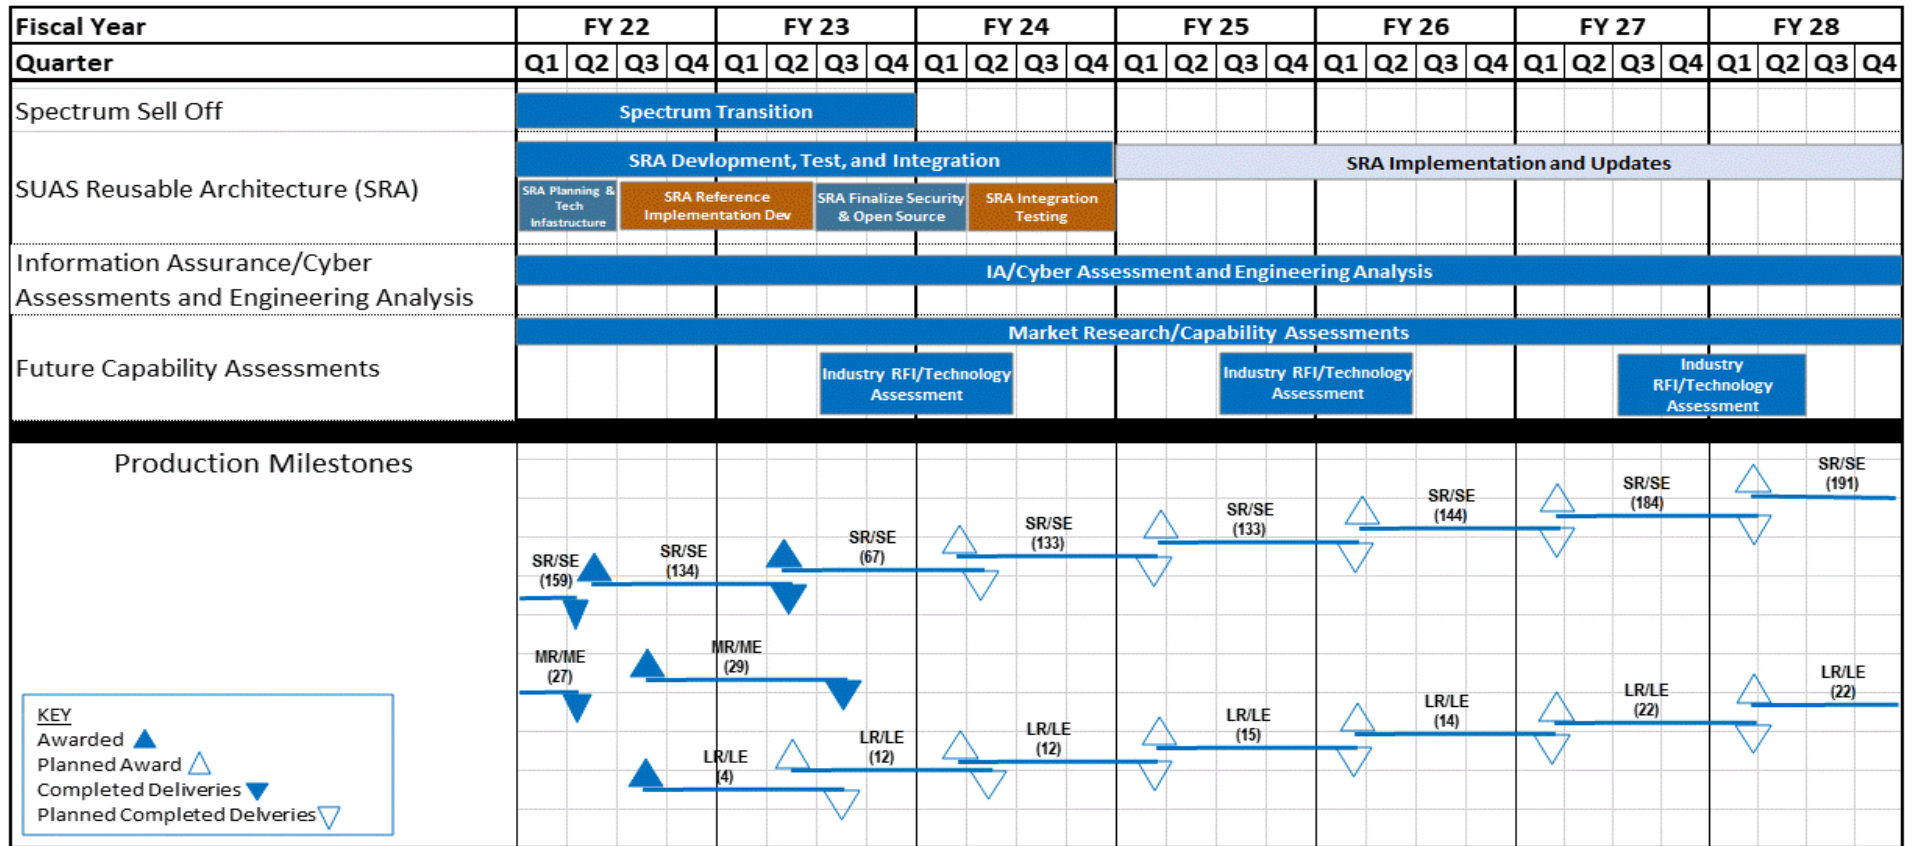 Fiscal Year FY 22 FY 23 FY 24 FY 25 FY 26 FY 27 FY 28
Quarter Q1 Q2 Q3 Q4 Q1 Q2 Q3 Q4 Q1 Q2 Q3 Q4 Q1 Q2 Q3 Q4 Q1 Q2 Q3 Q4 Q1 Q2 Q3 Q4 Q1 Q2 Q3 Q4
Spectrum Sell Off
Spectrum Transition
SUAS Reusable Architecture (SRA)
SRA Devlopment, Test, and Integration
SRA Implementation and Updates
SRA Planning &
Tech
Infastructure
SRA Reference
Implementation Dev
SRA Finalize Security
& Open Source
SRA Integration
Testing
Information Assurance/Cyber
Assessments and Engineering Analysis
IA/Cyber Assessment and Engineering Analysis
Future Capability Assessments
Market Research/Capability Assessments
Industry RFI/Technology
Assessment
Industry RFI/Technology
Assessment
Industry
RFI/Technology
Assessment
Production Milestones
SR/SE
(159)
SR/SE
(134)
SR/SE
(67)
SR/SE
(133)
SR/SE
(133)
SR/SE
(144)
SR/SE
(184)
SR/SE
(191)
MR/ME
(27)
MR/ME
(29)
LR/LE
(4)
LR/LE
(12)
LR/LE
(12)
LR/LE
(15)
LR/LE
(14)
LR/LE
(22)
LR/LE
(22)
KEY
Awarded
Planned Award
Completed Deliveries
Planned Completed Delveries